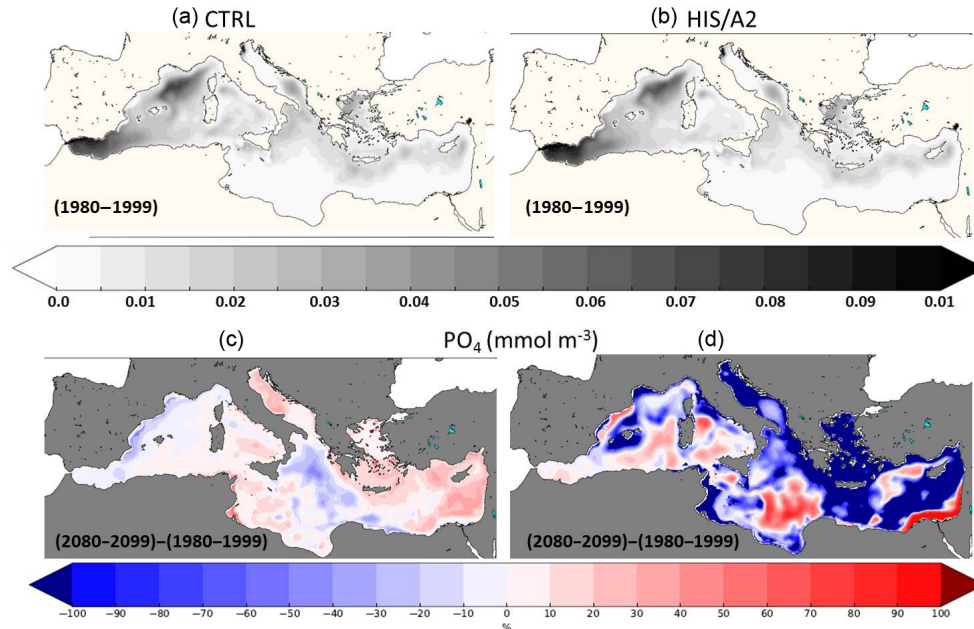 (a) CTRL
(b) HIS/A2
(1980–1999)
(1980–1999)
0.0 0.01 0.02 0.03 0.04 0.05 0.06 0.07 0.08 0.09 0.01
(c) PO₄ (mmol m⁻³) (d)
(2080–2099)–(1980–1999)
(2080–2099)–(1980–1999)
−100 −90 −80 −70 −60 −50 −40 −30 −20 −10 0 10 20 30 40 50 60 70 80 90 100
%